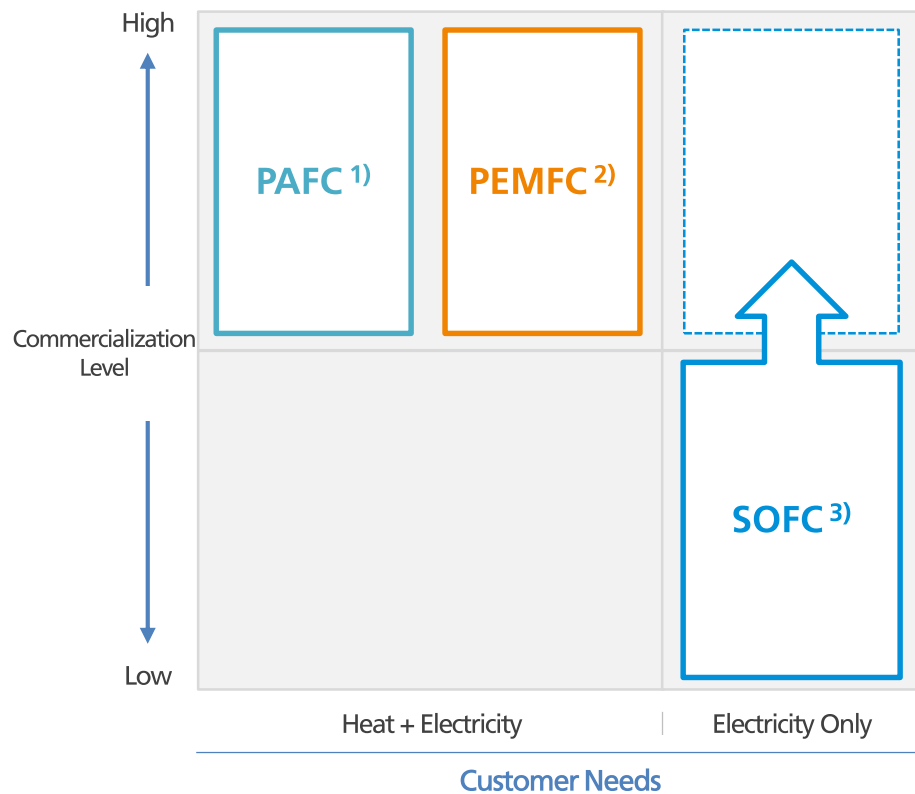 High
PAFC 1)
PEMFC 2)
Commercialization
Level
SOFC 3)
Low
Heat + Electricity
Electricity Only
Customer Needs